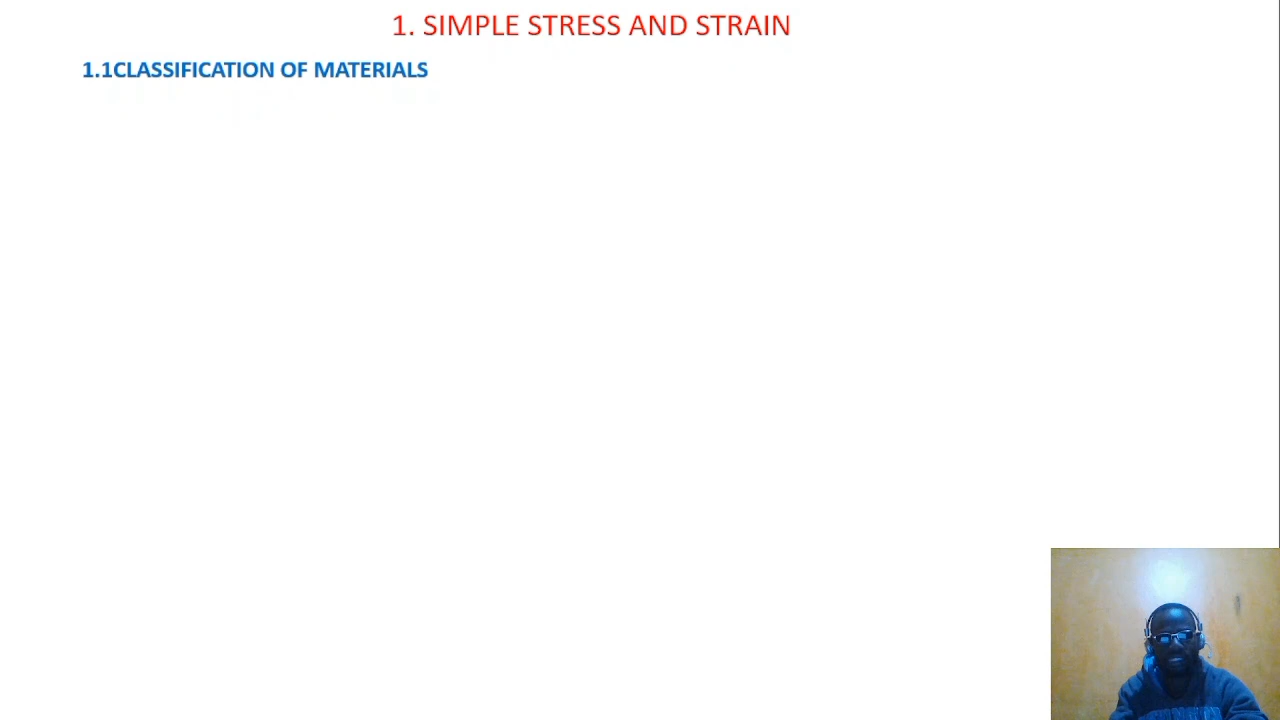 1. SIMPLE STRESS AND STRAIN
1.1CLASSIFICATION OF MATERIALS